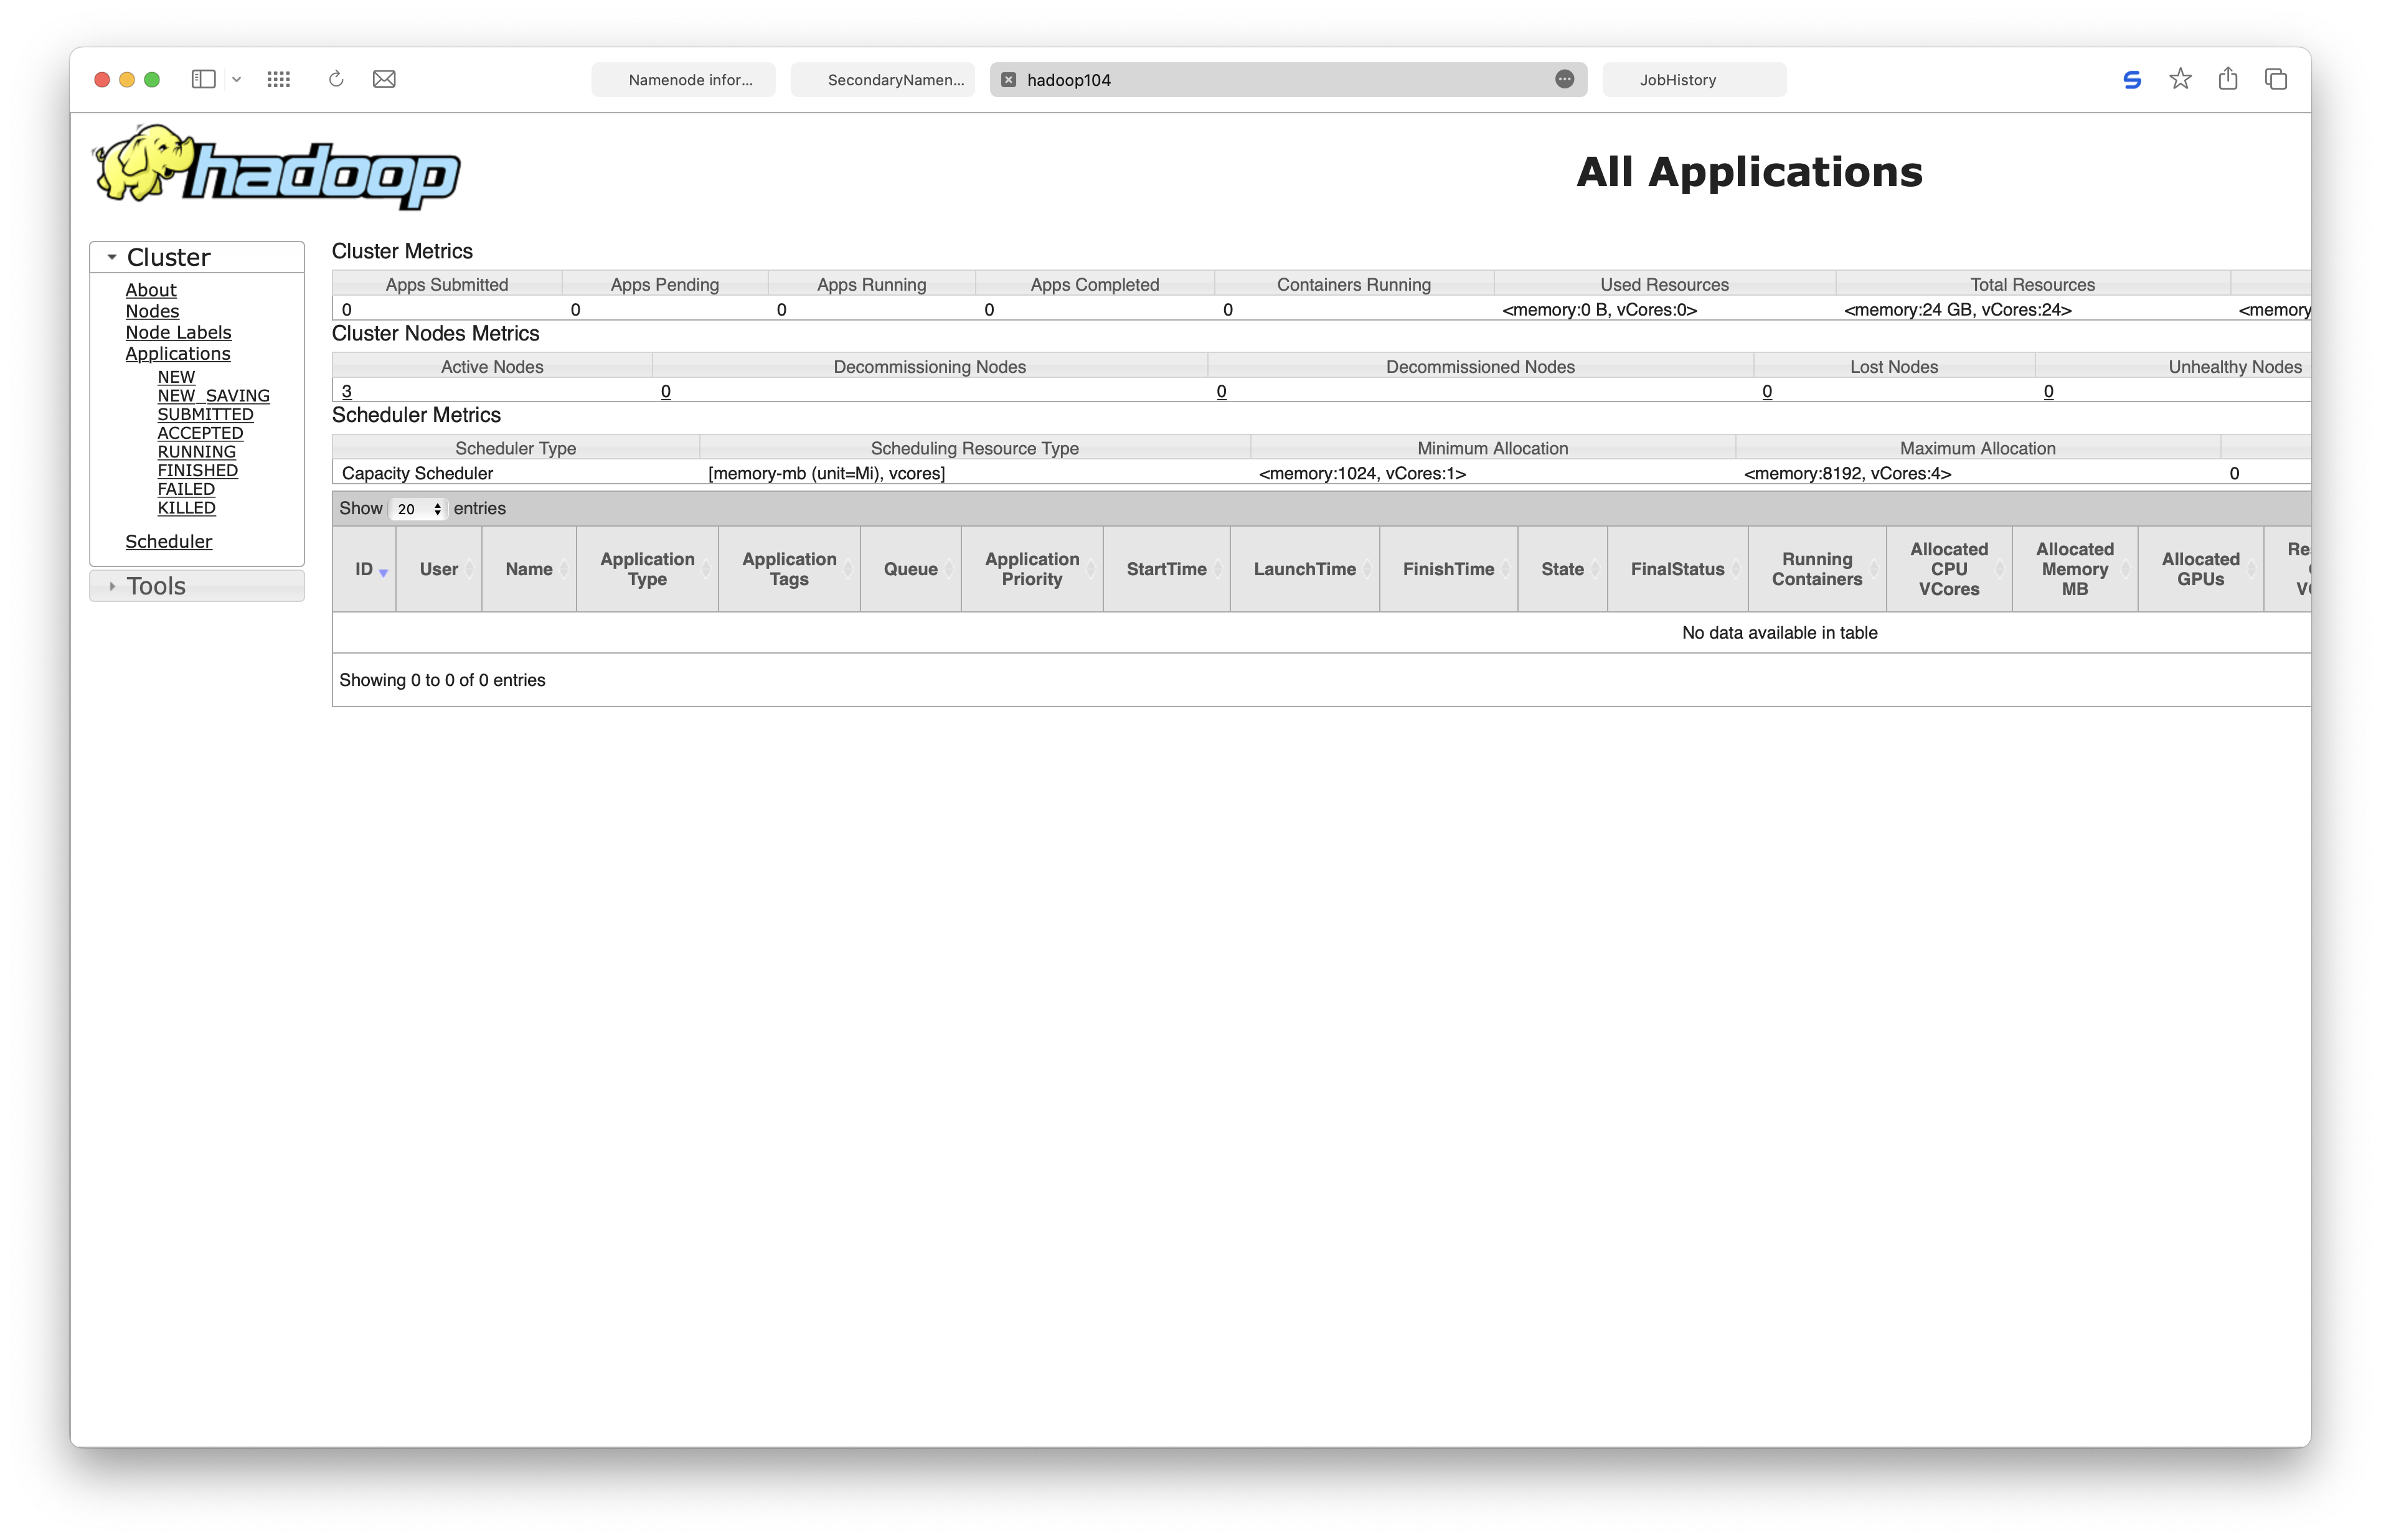 Namenode infor... SecondaryNamen... hadoop104 JobHistory
hadoop
All Applications
Cluster
About
Nodes
Node Labels
Applications
NEW
NEW_SAVING
SUBMITTED
ACCEPTED
RUNNING
FINISHED
FAILED
KILLED
Scheduler
Tools
Cluster Metrics
Apps Submitted Apps Pending Apps Running Apps Completed Containers Running Used Resources Total Resources
0 0 0 0 0 <memory:0 B, vCores:0> <memory:24 GB, vCores:24> <memory
Cluster Nodes Metrics
Active Nodes Decommissioning Nodes Decommissioned Nodes Lost Nodes Unhealthy Nodes
3 0 0 0 0
Scheduler Metrics
Scheduler Type Scheduling Resource Type Minimum Allocation Maximum Allocation
Capacity Scheduler [memory-mb (unit=Mi), vcores] <memory:1024, vCores:1> <memory:8192, vCores:4> 0
Show 20 entries
ID User Name Application Type Application Tags Queue Application Priority StartTime LaunchTime FinishTime State FinalStatus Running Containers Allocated CPU VCores Allocated Memory MB Allocated GPUs
No data available in table
Showing 0 to 0 of 0 entries